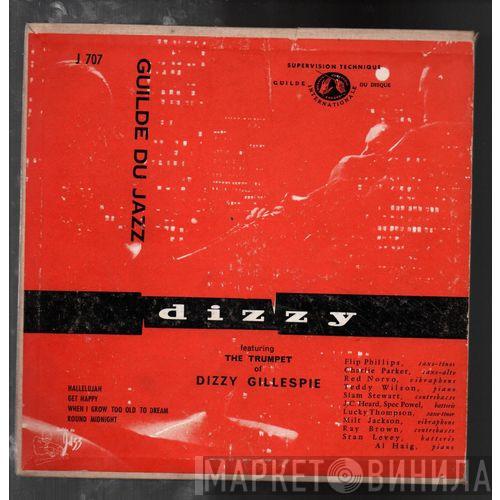 J 707
GUILDE DU JAZZ
SUPERVISION TECHNIQUE
GUILDE INTERNATIONALE DU DISQUE
dizzy
featuring
THE TRUMPET
of
DIZZY GILLESPIE
HALLELUJAH
GET HAPPY
WHEN I GROW TOO OLD TO DREAM
ROUND MIDNIGHT
Flip Phillips, saxo-ténor
Charlie Parker, saxo-alto
Red Norvo, vibraphone
Teddy Wilson, piano
Slam Stewart, contrebasse
J.C. Heard, Spec Powel, batterie
Lucky Thompson, saxo-ténor
Milt Jackson, vibraphone
Ray Brown, contrebasse
Stan Levey, batterie
Al Haig, piano
Jazz
МАРКЕТ ВИНИЛА